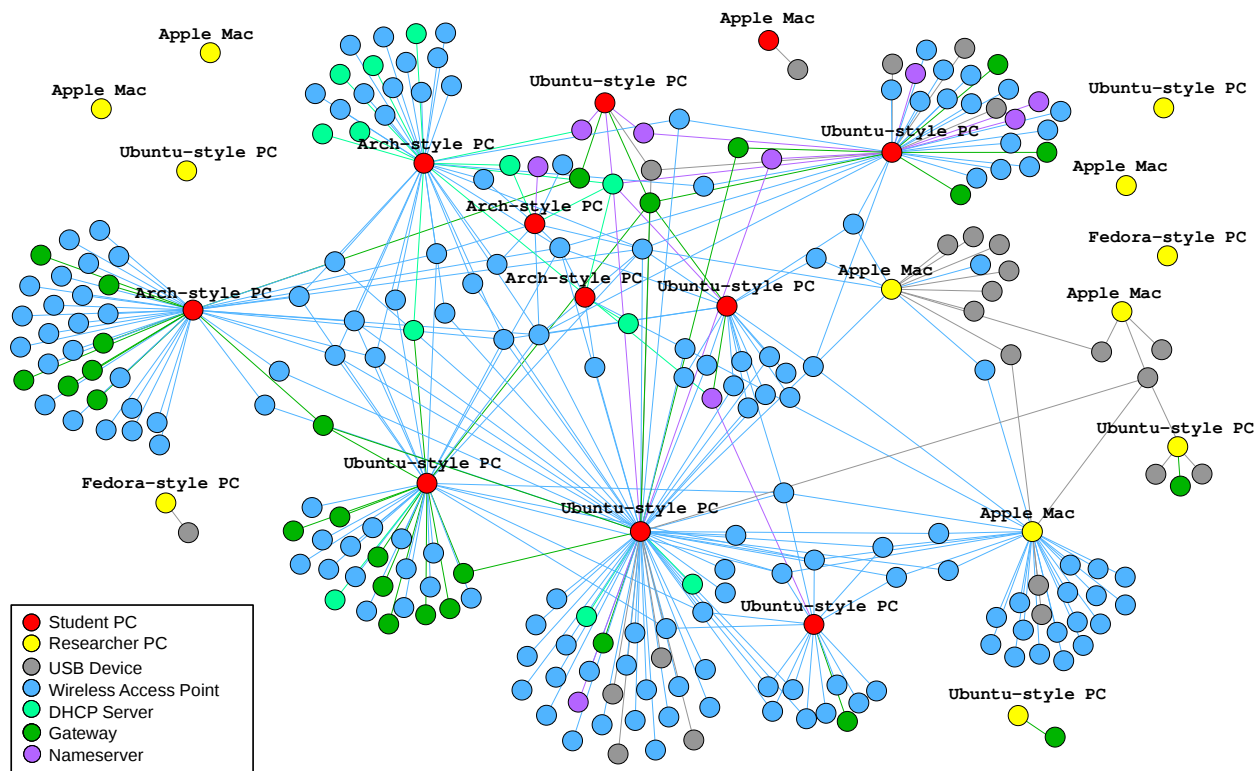 Apple Mac
Apple Mac
Apple Mac
Ubuntu-style PC
Ubuntu-style PC
Apple Mac
Ubuntu-style PC
Ubuntu-style PC
Arch-style PC
Apple Mac
Arch-style PC
Fedora-style PC
Arch-style PC
Arch-style PC
Ubuntu-style PC
Apple Mac
Apple Mac
Ubuntu-style PC
Ubuntu-style PC
Fedora-style PC
Ubuntu-style PC
Apple Mac
Ubuntu-style PC
Ubuntu-style PC
Student PC
Researcher PC
USB Device
Wireless Access Point
DHCP Server
Gateway
Nameserver